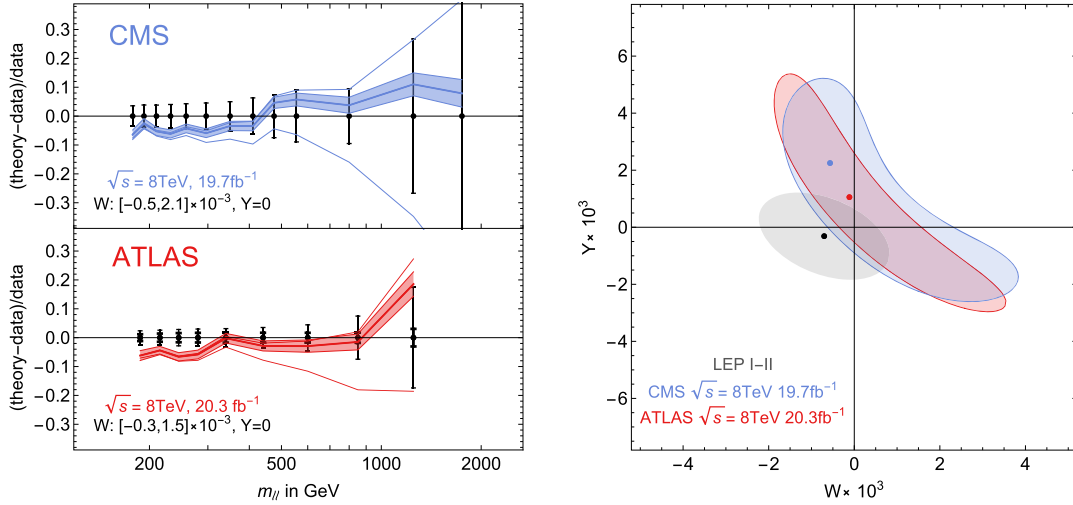 CMS
(theory−data)/data
0.3
0.2
0.1
0.0
−0.1
−0.2
−0.3
√s = 8TeV, 19.7fb⁻¹
W: [−0.5,2.1]×10⁻³, Y=0
ATLAS
(theory−data)/data
0.3
0.2
0.1
0.0
−0.1
−0.2
−0.3
√s = 8TeV, 20.3 fb⁻¹
W: [−0.3,1.5]×10⁻³, Y=0
200 500 1000 2000
m_ll in GeV
Y× 10³
6
4
2
0
−2
−4
−6
LEP I−II
CMS √s = 8TeV 19.7fb⁻¹
ATLAS √s = 8TeV 20.3fb⁻¹
−4 −2 0 2 4
W× 10³